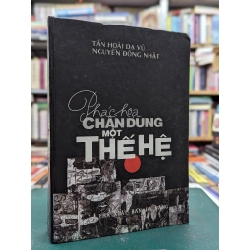 TẦN HOÀI DẠ VŨ
NGUYỄN ĐÔNG NHẬT
Phác họa
CHÂN DUNG
MỘT
THẾ HỆ